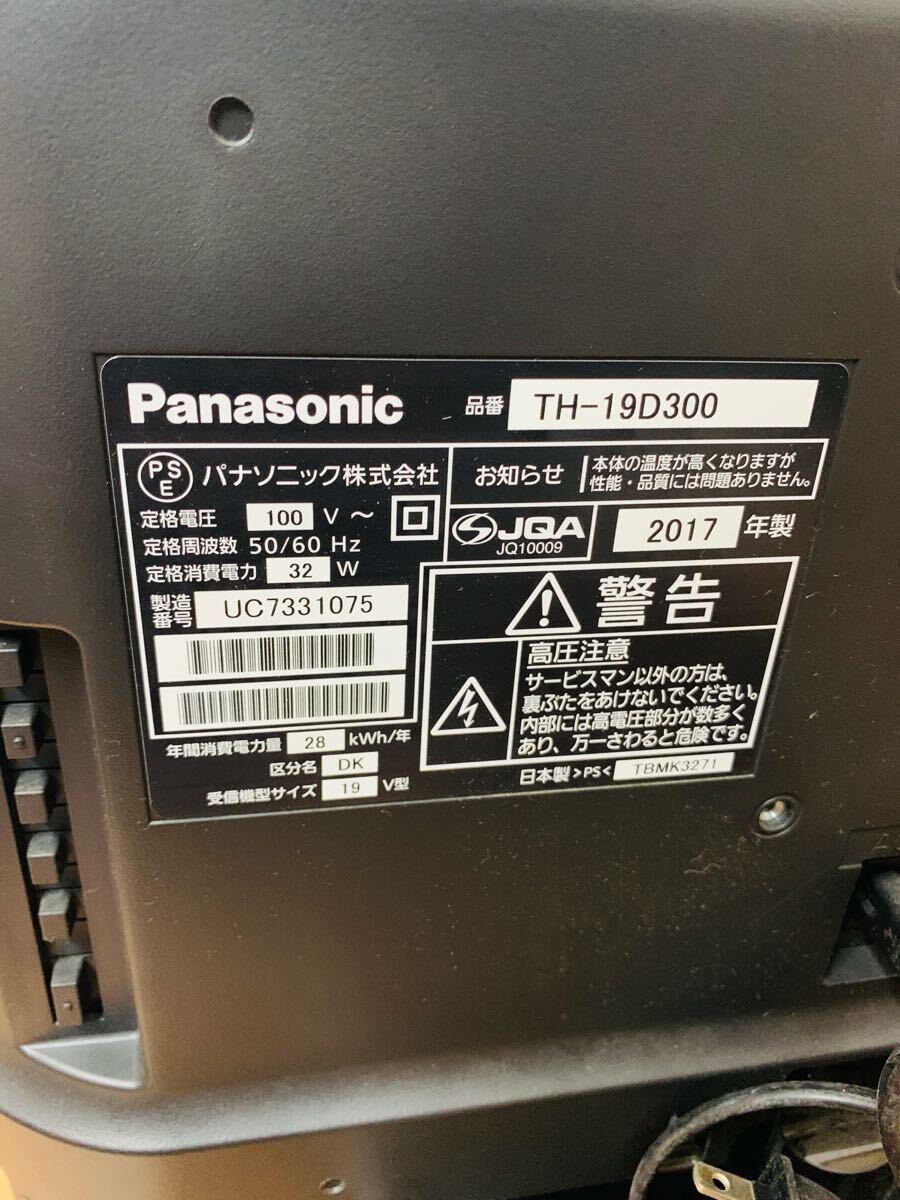 Panasonic 品番 TH-19D300
PS
E
パナソニック株式会社
定格電圧 100 V ～
定格周波数 50/60 Hz
定格消費電力 32 W
製造
番号 UC7331075
年間消費電力量 28 kWh/年
区分名 DK
受信機型サイズ 19 V型
お知らせ
本体の温度が高くなりますが
性能・品質には問題ありません。
JQA
JQ10009
2017 年製
警告
高圧注意
サービスマン以外の方は、
裏ぶたをあけないでください。
内部には高電圧部分が数多く
あり、万一さわると危険です。
日本製 >PS< TBMK3271